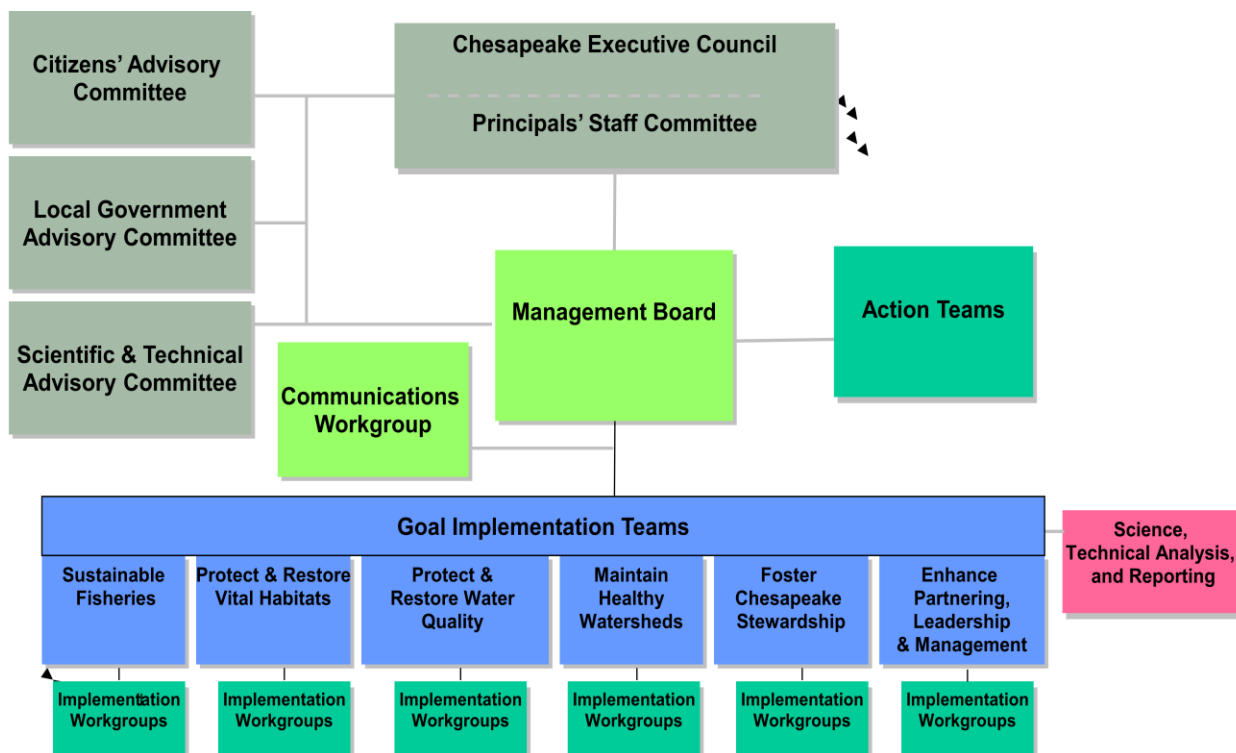 Citizens' Advisory
Committee
Chesapeake Executive Council
Principals' Staff Committee
Local Government
Advisory Committee
Scientific & Technical
Advisory Committee
Management Board
Action Teams
Communications
Workgroup
Goal Implementation Teams
Science,
Technical Analysis,
and Reporting
Sustainable
Fisheries
Protect & Restore
Vital Habitats
Protect &
Restore Water
Quality
Maintain
Healthy
Watersheds
Foster
Chesapeake
Stewardship
Enhance
Partnering,
Leadership
& Management
Implementation
Workgroups
Implementation
Workgroups
Implementation
Workgroups
Implementation
Workgroups
Implementation
Workgroups
Implementation
Workgroups